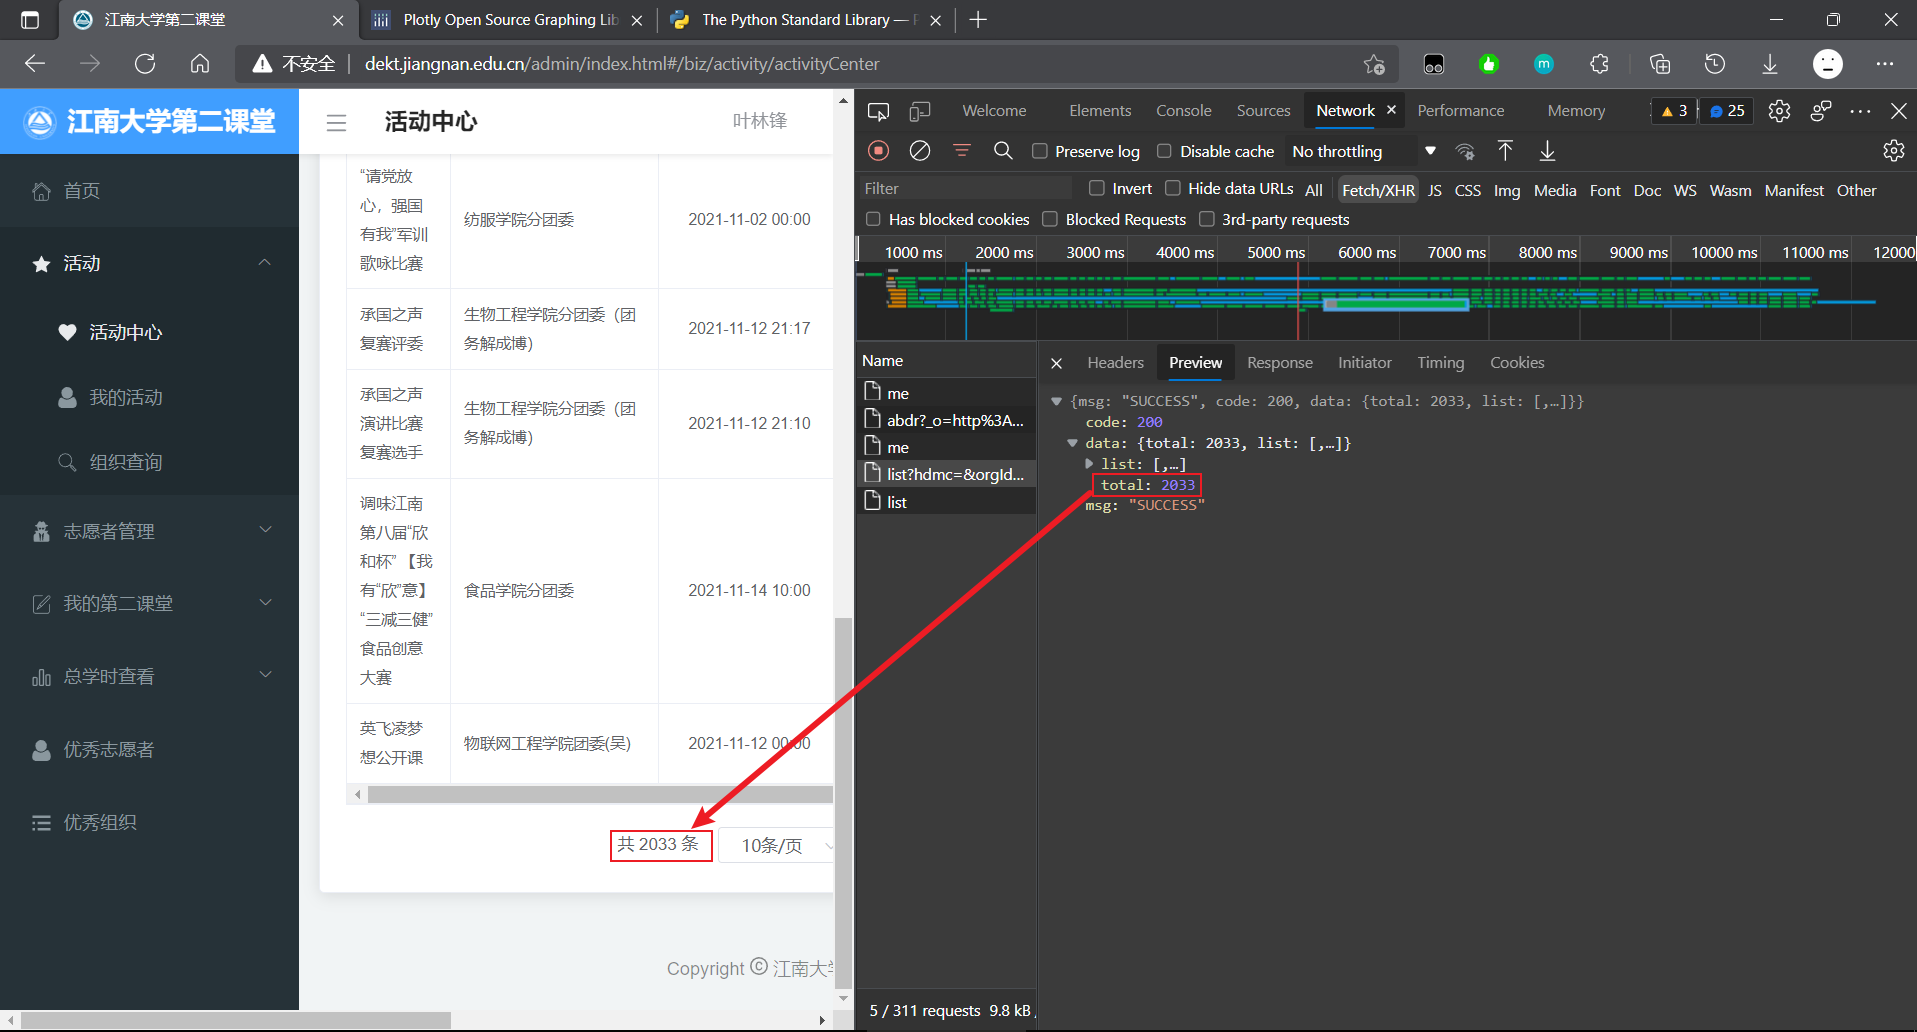 江南大学第二课堂
Plotly Open Source Graphing Lib
The Python Standard Library —
不安全
dekt.jiangnan.edu.cn/admin/index.html#/biz/activity/activityCenter
江南大学第二课堂
首页
活动
活动中心
我的活动
组织查询
志愿者管理
我的第二课堂
总学时查看
优秀志愿者
优秀组织
活动中心
叶林锋
“请党放
心，强国
有我”军训
歌咏比赛
纺服学院分团委
2021-11-02 00:00
承国之声
复赛评委
生物工程学院分团委（团
务解成博）
2021-11-12 21:17
承国之声
演讲比赛
复赛选手
生物工程学院分团委（团
务解成博）
2021-11-12 21:10
调味江南
第八届“欣
和杯”【我
有“欣”意】
“三减三健”
食品创意
大赛
食品学院分团委
2021-11-14 10:00
英飞凌梦
想公开课
物联网工程学院团委(吴)
2021-11-12 00:00
共 2033 条
10条/页
Copyright © 江南大
Welcome Elements Console Sources Network Performance Memory 3 25
Preserve log Disable cache No throttling
Filter Invert Hide data URLs All Fetch/XHR JS CSS Img Media Font Doc WS Wasm Manifest Other
Has blocked cookies Blocked Requests 3rd-party requests
1000 ms 2000 ms 3000 ms 4000 ms 5000 ms 6000 ms 7000 ms 8000 ms 9000 ms 10000 ms 11000 ms 12000
Name
me
abdr?_o=http%3A...
me
list?hdmc=&orgId...
list
5 / 311 requests 9.8 kB
Headers Preview Response Initiator Timing Cookies
{msg: "SUCCESS", code: 200, data: {total: 2033, list: [,…]}}
code: 200
data: {total: 2033, list: [,…]}
list: [,…]
total: 2033
msg: "SUCCESS"